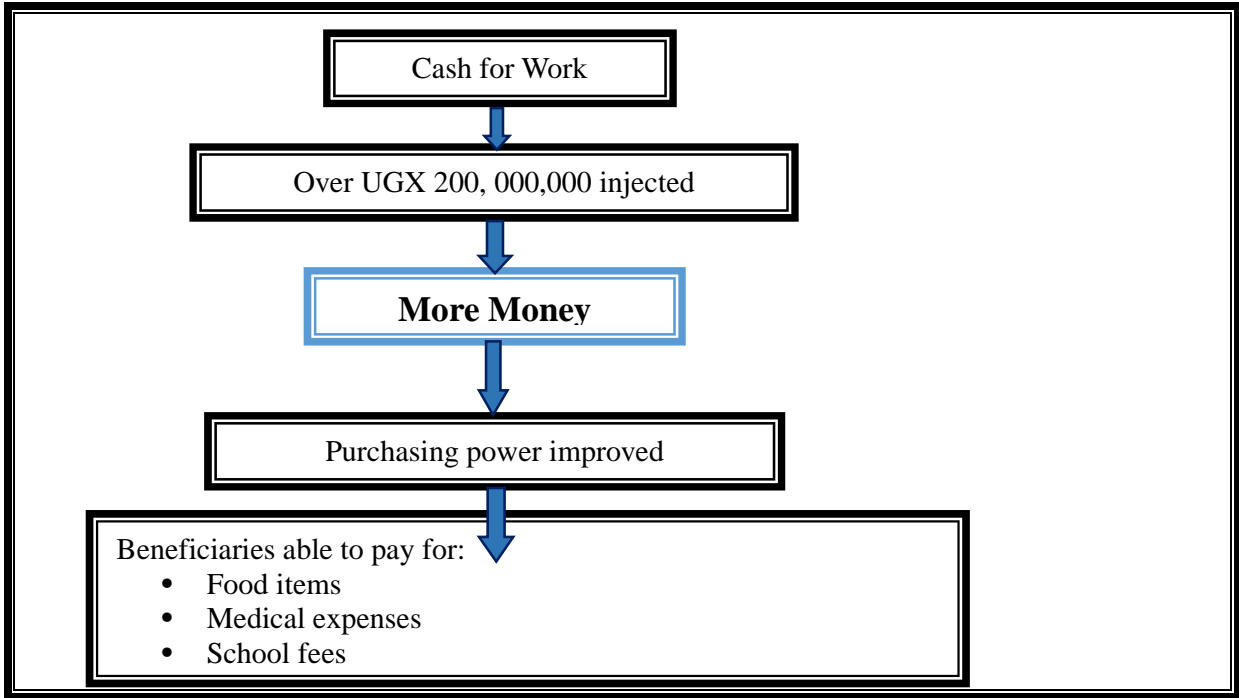 Cash for Work
Over UGX 200, 000,000 injected
More Money
Purchasing power improved
Beneficiaries able to pay for:
• Food items
• Medical expenses
• School fees